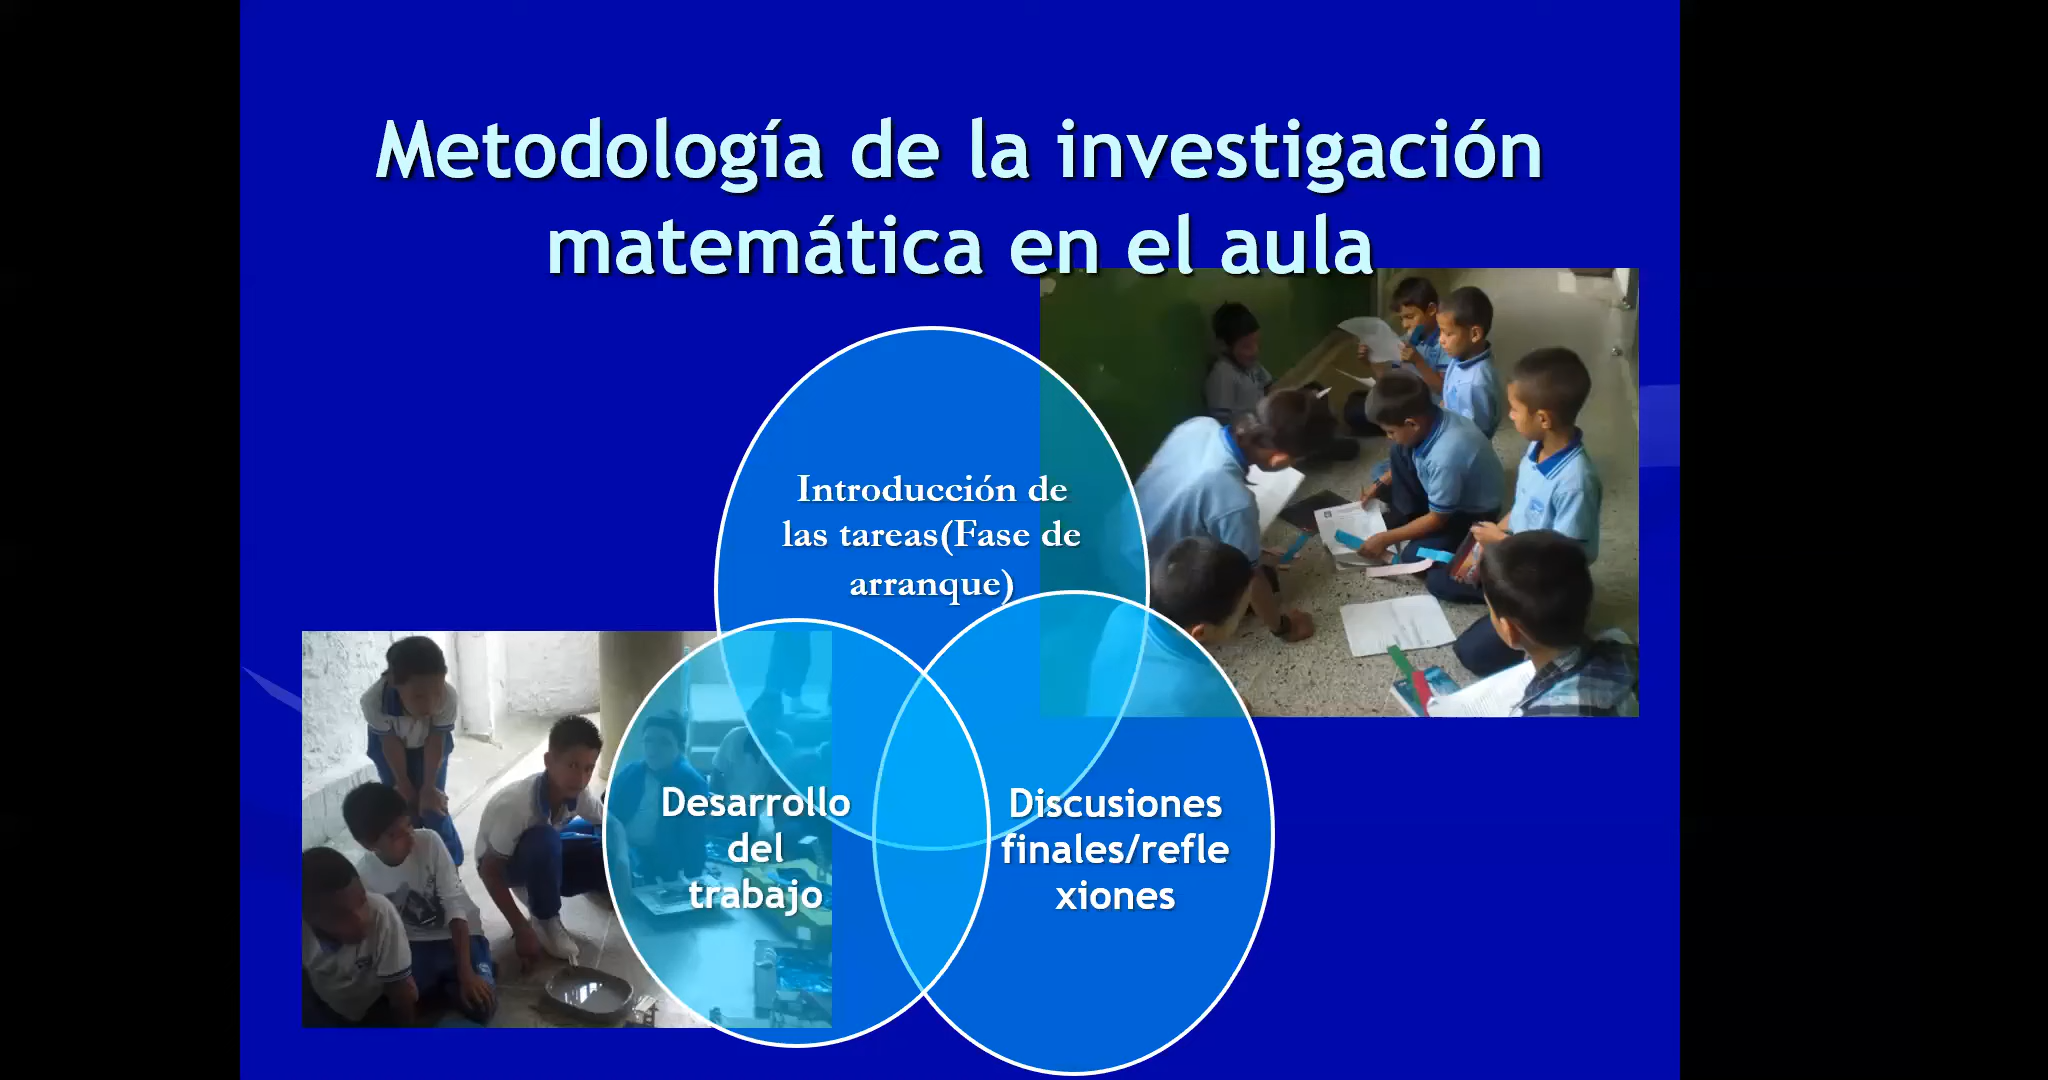 Metodología de la investigación
matemática en el aula
Introducción de
las tareas(Fase de
arranque)
Desarrollo
del
trabajo
Discusiones
finales/refle
xiones